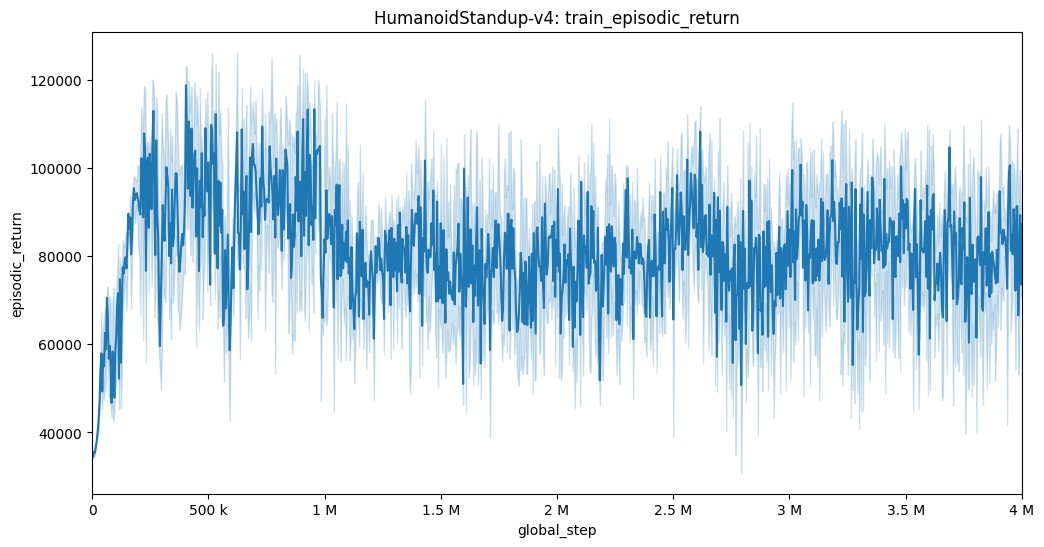 HumanoidStandup-v4: train_episodic_return
episodic_return
120000
100000
80000
60000
40000
0
500 k
1 M
1.5 M
2 M
2.5 M
3 M
3.5 M
4 M
global_step